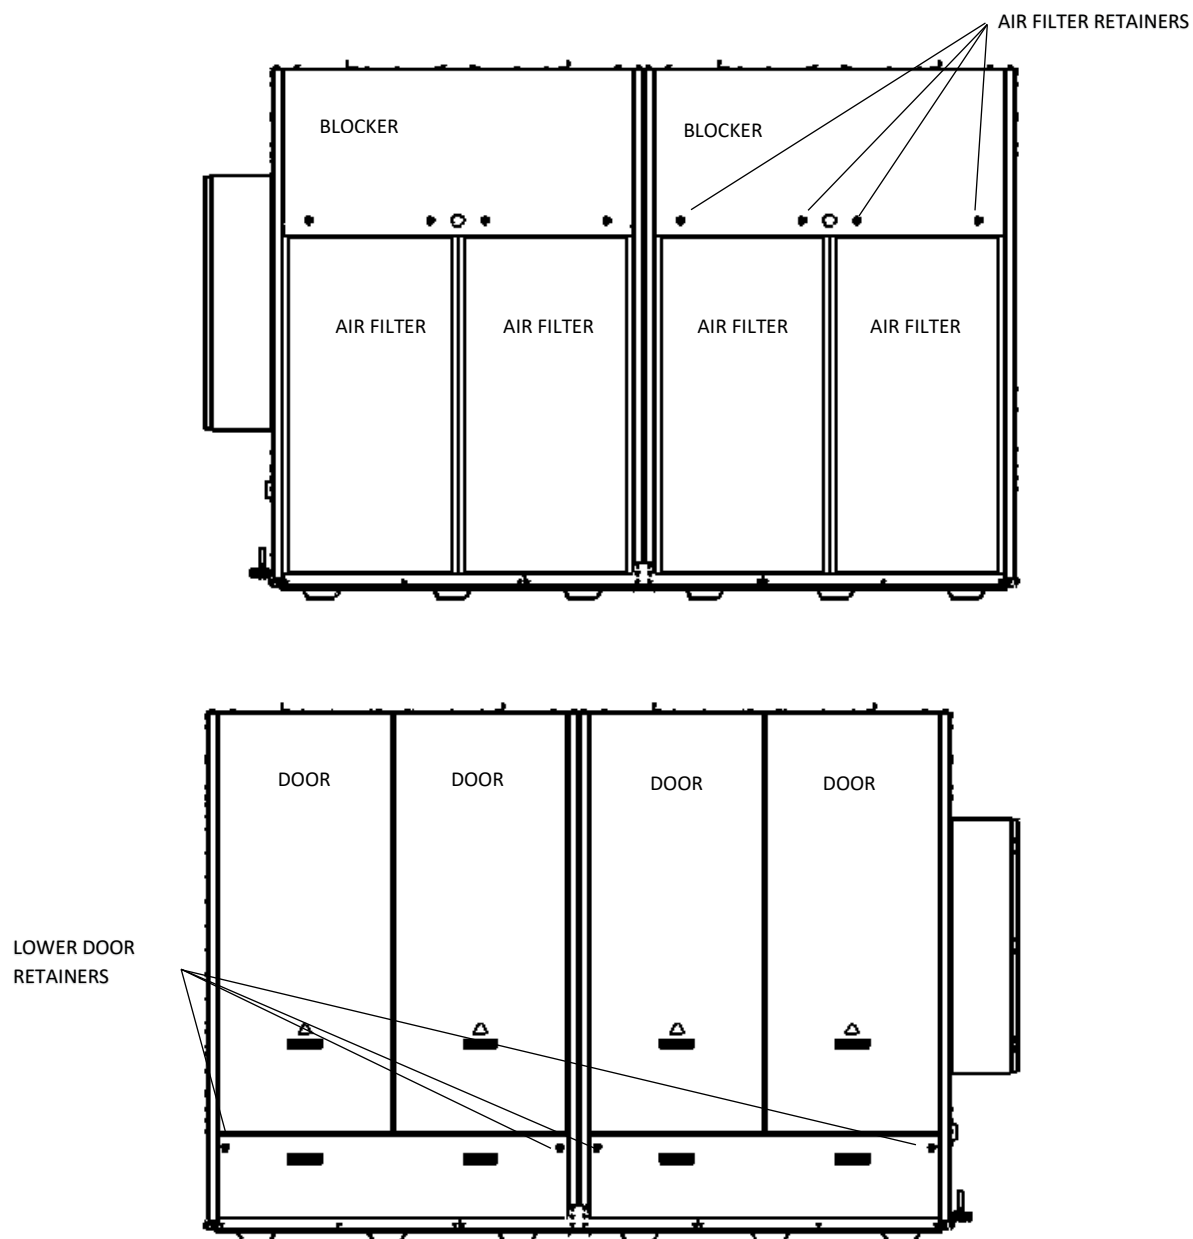 AIR FILTER RETAINERS
BLOCKER
BLOCKER
AIR FILTER
AIR FILTER
AIR FILTER
AIR FILTER
DOOR
DOOR
DOOR
DOOR
LOWER DOOR
RETAINERS